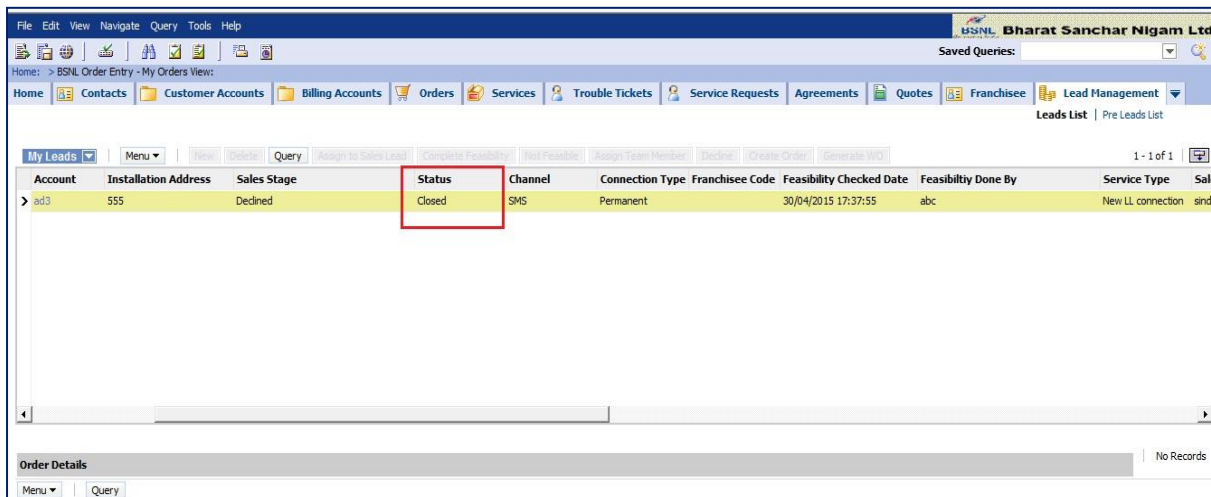 File Edit View Navigate Query Tools Help
BSNL Bharat Sanchar Nigam Ltd
Saved Queries:
Home: > BSNL Order Entry - My Orders View:
Home Contacts Customer Accounts Billing Accounts Orders Services Trouble Tickets Service Requests Agreements Quotes Franchisee Lead Management
Leads List | Pre Leads List
My Leads Menu New Delete Query Assign to Sales Lead Complete Feasibility Not Feasible Assign Team Member Decline Create Order Generate WO 1 - 1 of 1
Account Installation Address Sales Stage Status Channel Connection Type Franchisee Code Feasibility Checked Date Feasibiltiy Done By Service Type Sal
ad3 555 Declined Closed SMS Permanent 30/04/2015 17:37:55 abc New LL connection sind
Order Details No Records
Menu Query